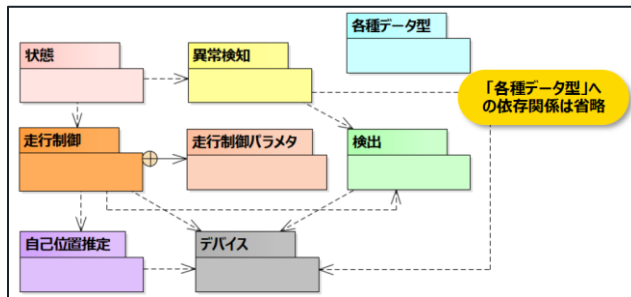 各種データ型
状態
異常検知
「各種データ型」へ
の依存関係は省略
走行制御
走行制御パラメタ
検出
自己位置推定
デバイス